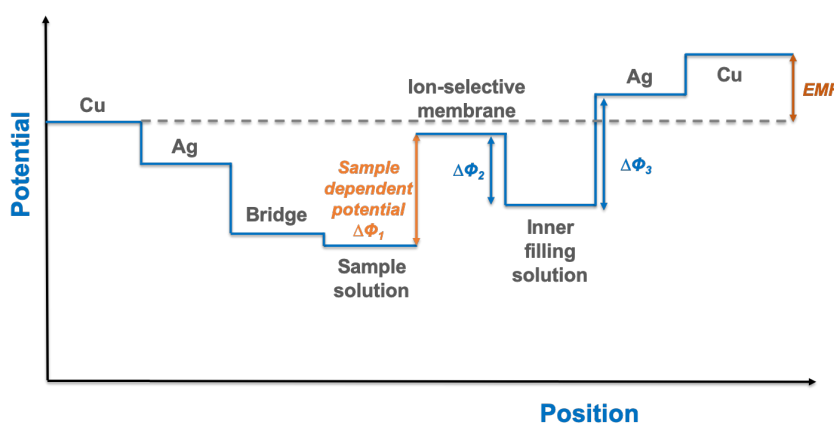 Potential
Cu
Ag
Bridge
Sample
dependent
potential
ΔΦ1
Sample
solution
Ion-selective
membrane
ΔΦ2
Inner
filling
solution
Ag
ΔΦ3
Cu
EMF
Position